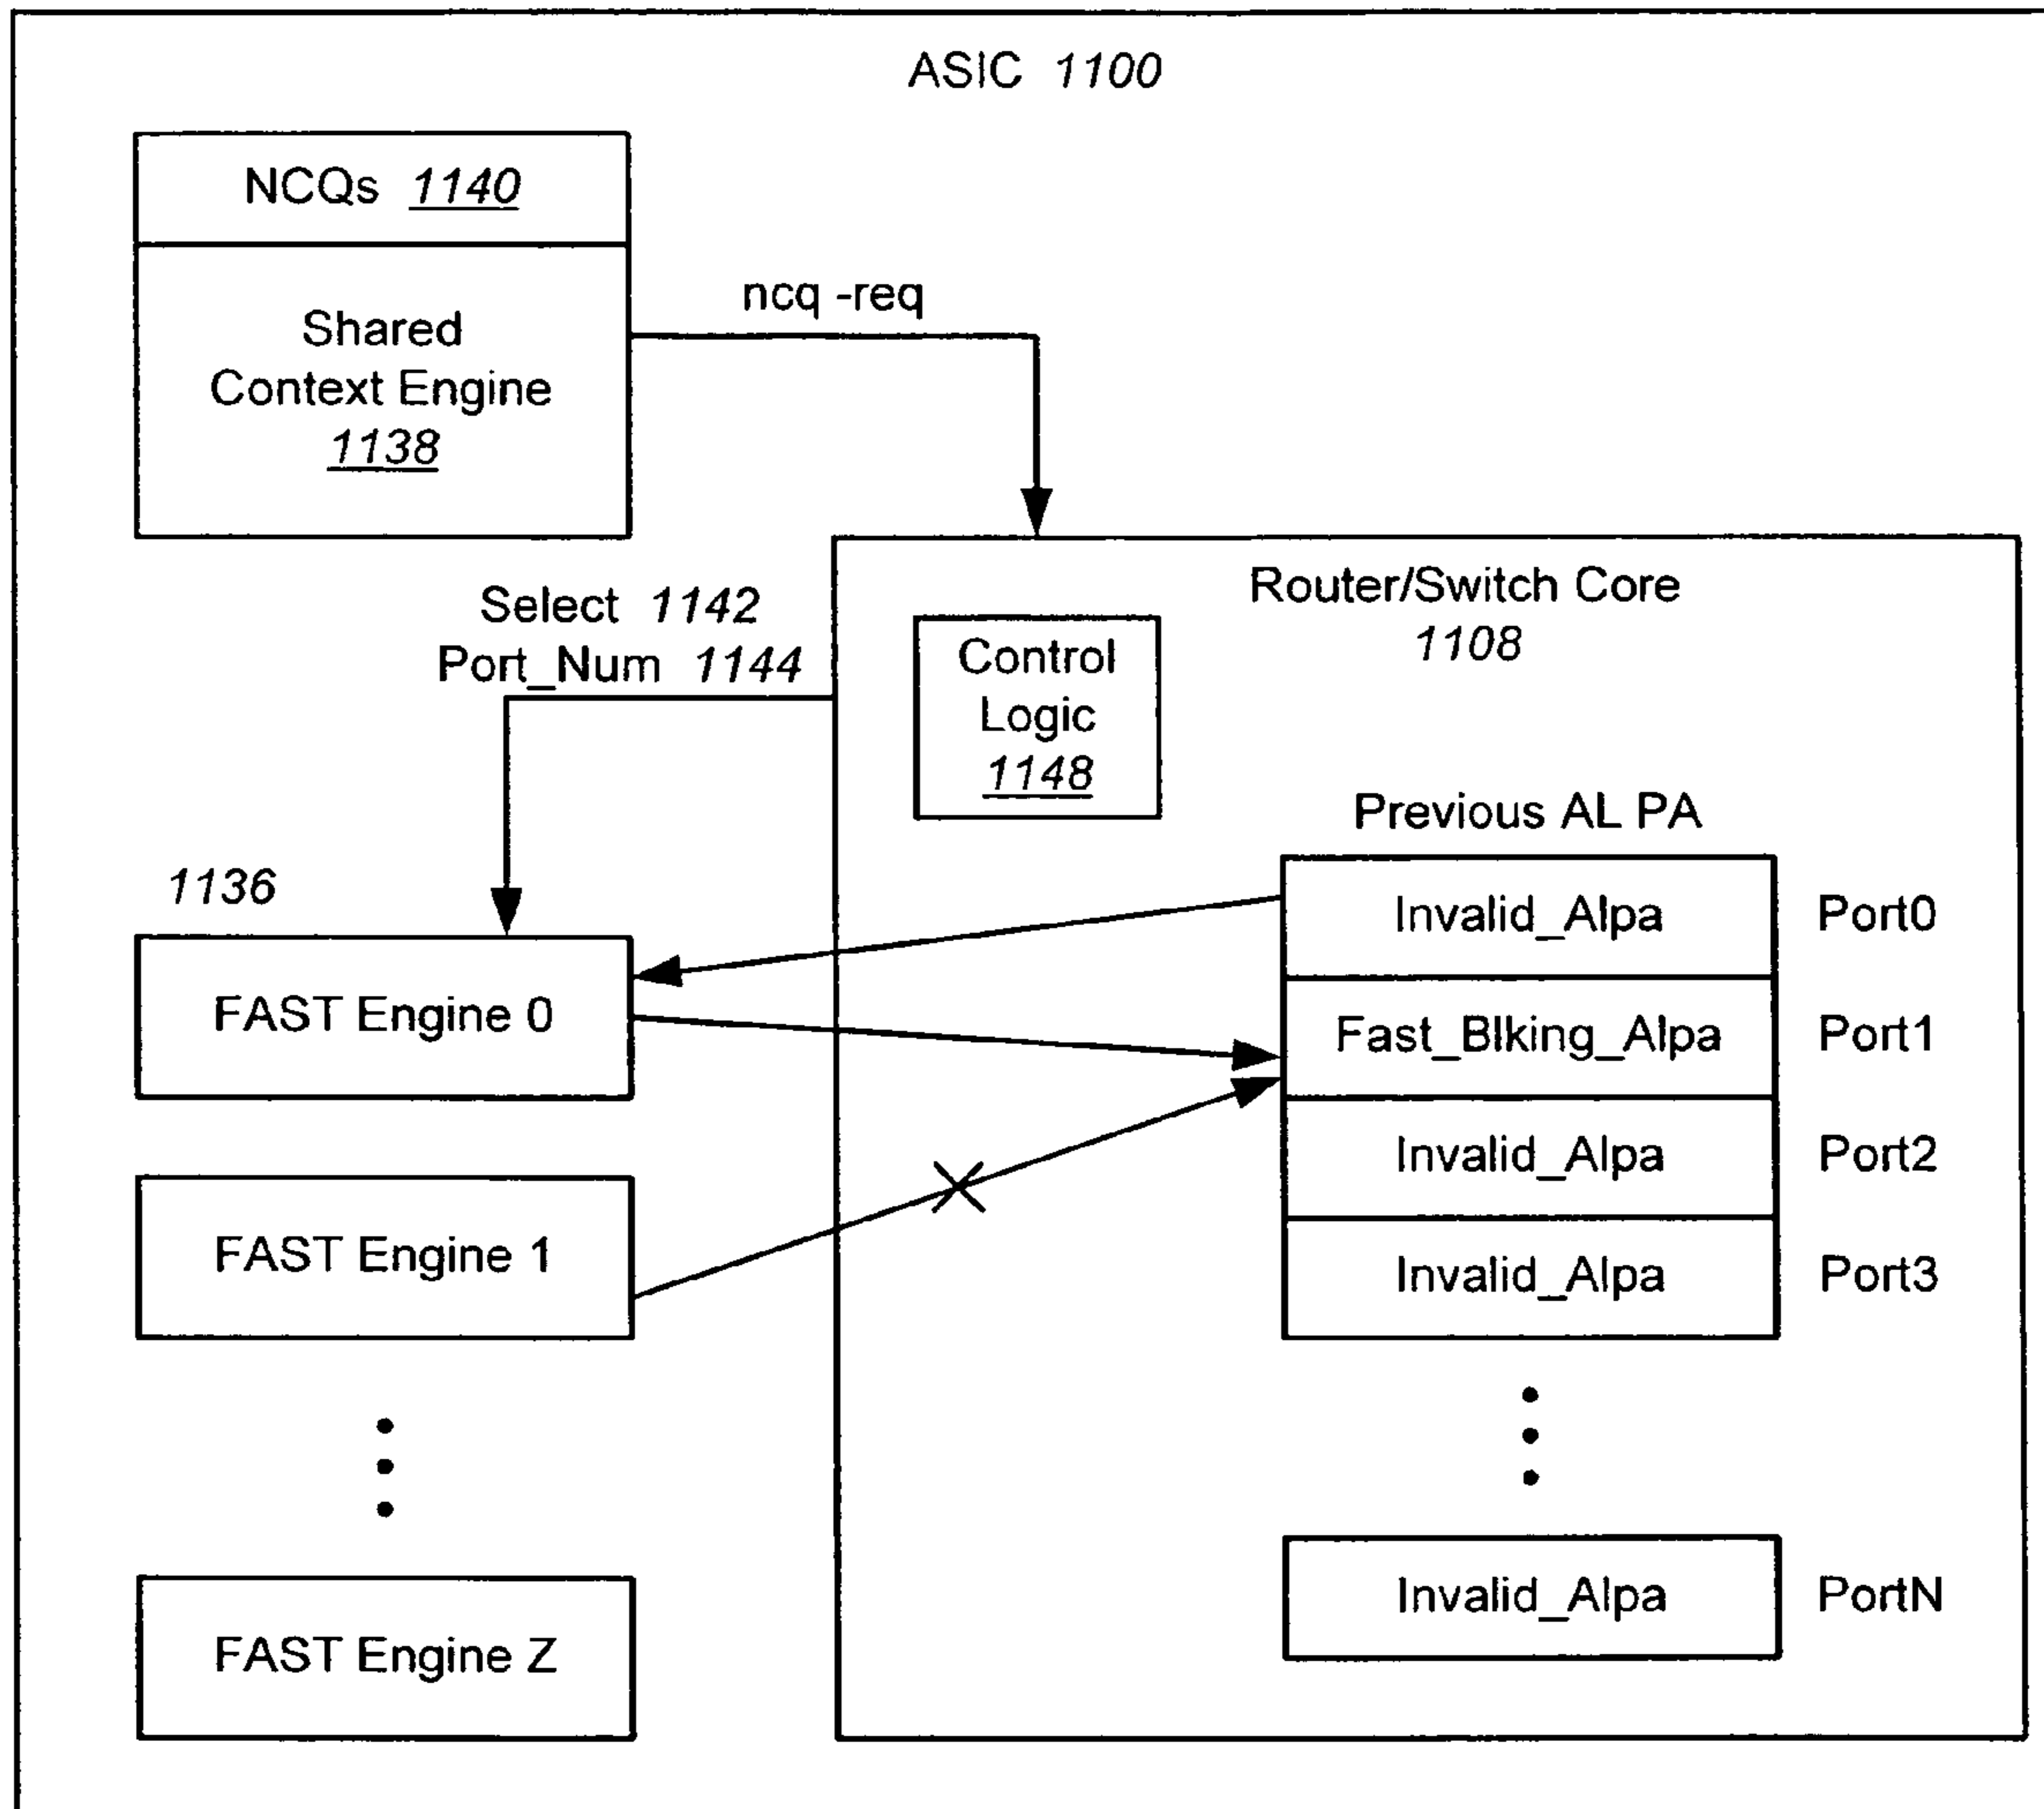 ASIC 1100
NCQs 1140
Shared
Context Engine
1138
ncq -req
Select 1142
Port_Num 1144
Router/Switch Core
1108
Control
Logic
1148
Previous AL PA
1136
Invalid_Alpa Port0
FAST Engine 0
Fast_Blking_Alpa Port1
Invalid_Alpa Port2
FAST Engine 1
Invalid_Alpa Port3
Invalid_Alpa PortN
FAST Engine Z